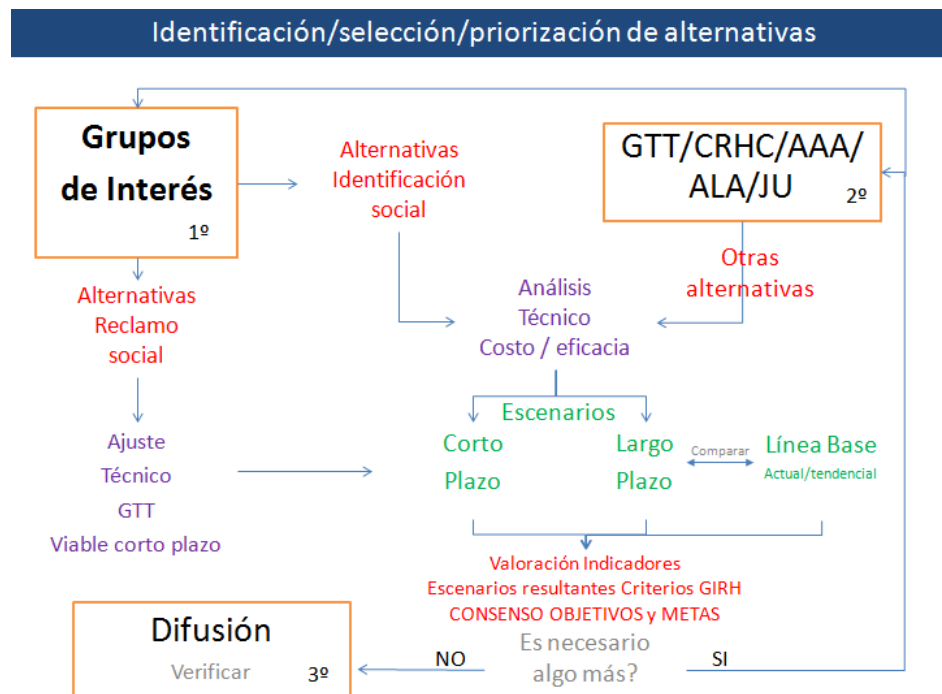 Identificación/selección/priorización de alternativas
Grupos
de Interés
1º
Alternativas
Identificación
social
GTT/CRHC/AAA/
ALA/JU
2º
Otras
alternativas
Alternativas
Reclamo
social
Análisis
Técnico
Costo / eficacia
Ajuste
Técnico
GTT
Viable corto plazo
Escenarios
Corto
Plazo
Largo
Plazo
Comparar
Línea Base
Actual/tendencial
Valoración Indicadores
Escenarios resultantes Criterios GIRH
CONSENSO OBJETIVOS y METAS
Es necesario
algo más?
NO
SI
Difusión
Verificar
3º